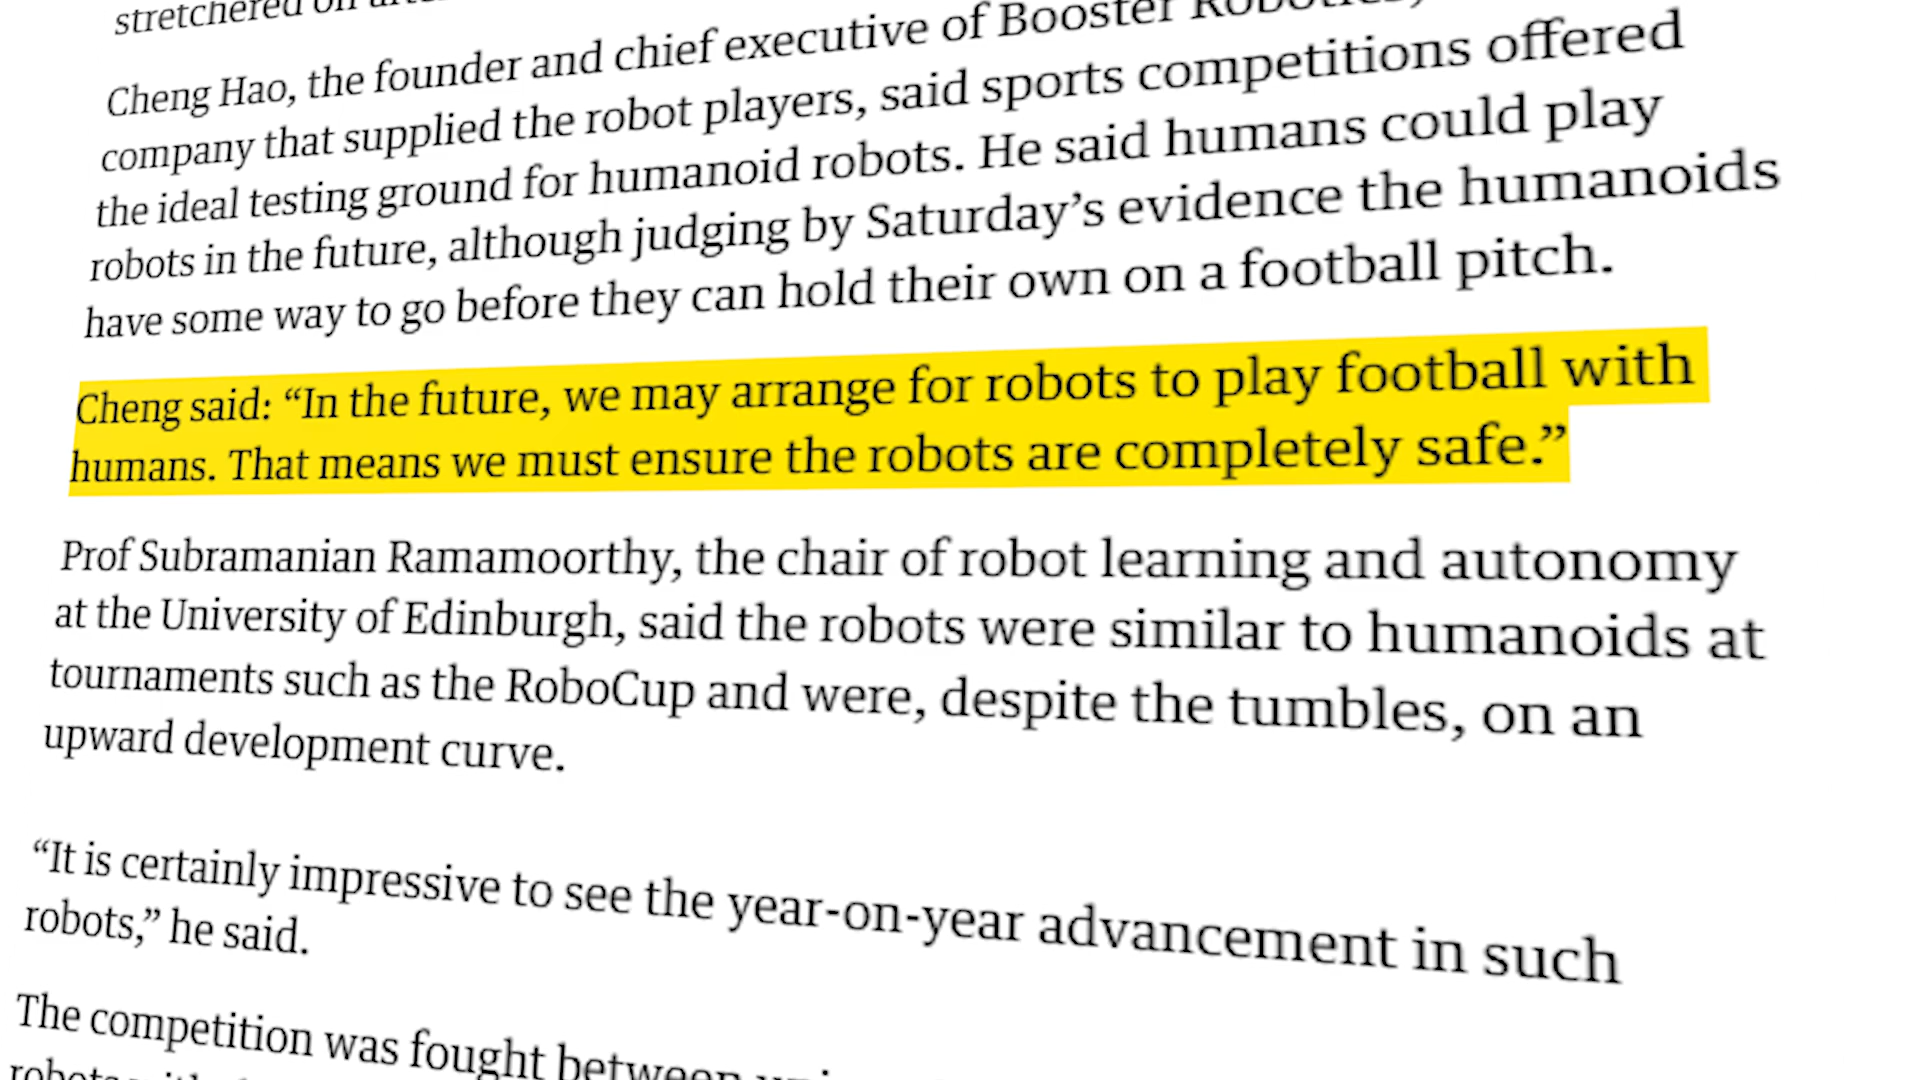 stretchered on
Cheng Hao, the founder and chief executive of Booster Robotics,
company that supplied the robot players, said sports competitions offered
the ideal testing ground for humanoid robots. He said humans could play
robots in the future, although judging by Saturday’s evidence the humanoids
have some way to go before they can hold their own on a football pitch.
Cheng said: “In the future, we may arrange for robots to play football with
humans. That means we must ensure the robots are completely safe.”
Prof Subramanian Ramamoorthy, the chair of robot learning and autonomy
at the University of Edinburgh, said the robots were similar to humanoids at
tournaments such as the RoboCup and were, despite the tumbles, on an
upward development curve.
“It is certainly impressive to see the year-on-year advancement in such
robots,” he said.
The competition was fought between
robots